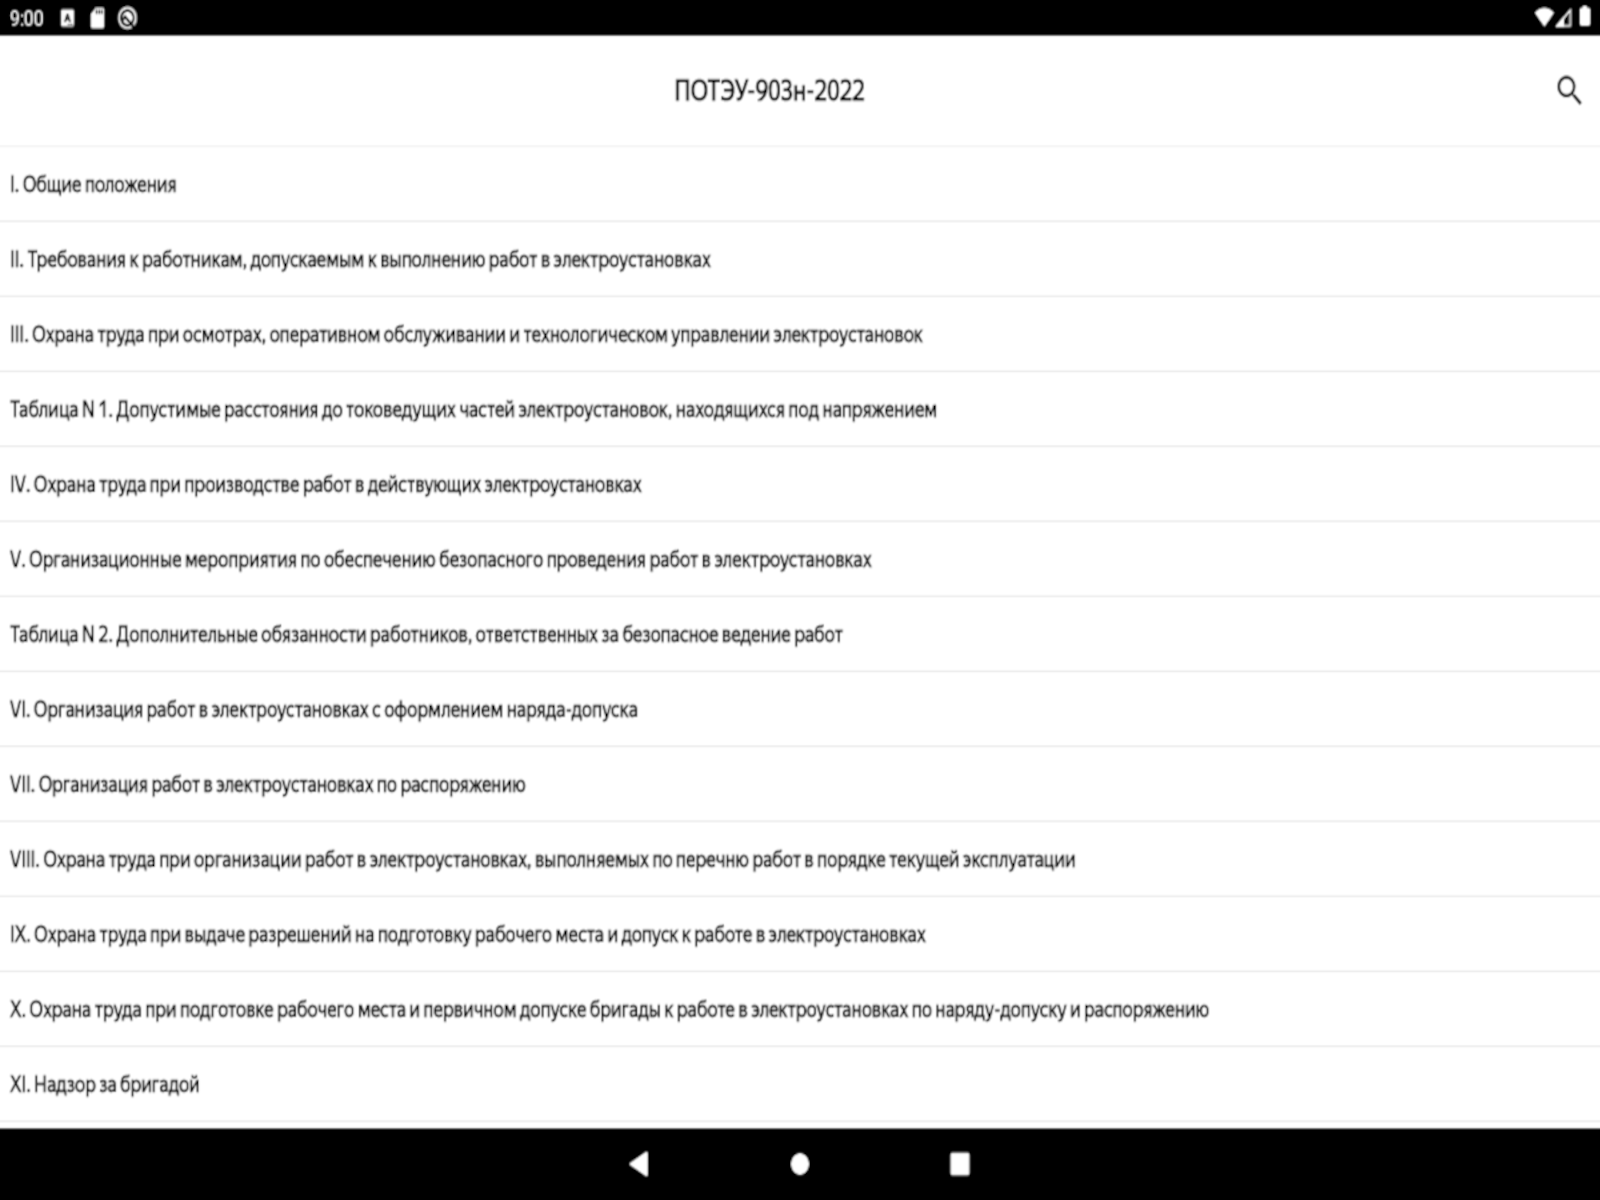 9:00
ПОТЭУ-903н-2022
I. Общие положения
II. Требования к работникам, допускаемым к выполнению работ в электроустановках
III. Охрана труда при осмотрах, оперативном обслуживании и технологическом управлении электроустановок
Таблица N 1. Допустимые расстояния до токоведущих частей электроустановок, находящихся под напряжением
IV. Охрана труда при производстве работ в действующих электроустановках
V. Организационные мероприятия по обеспечению безопасного проведения работ в электроустановках
Таблица N 2. Дополнительные обязанности работников, ответственных за безопасное ведение работ
VI. Организация работ в электроустановках с оформлением наряда-допуска
VII. Организация работ в электроустановках по распоряжению
VIII. Охрана труда при организации работ в электроустановках, выполняемых по перечню работ в порядке текущей эксплуатации
IX. Охрана труда при выдаче разрешений на подготовку рабочего места и допуск к работе в электроустановках
X. Охрана труда при подготовке рабочего места и первичном допуске бригады к работе в электроустановках по наряду-допуску и распоряжению
XI. Надзор за бригадой